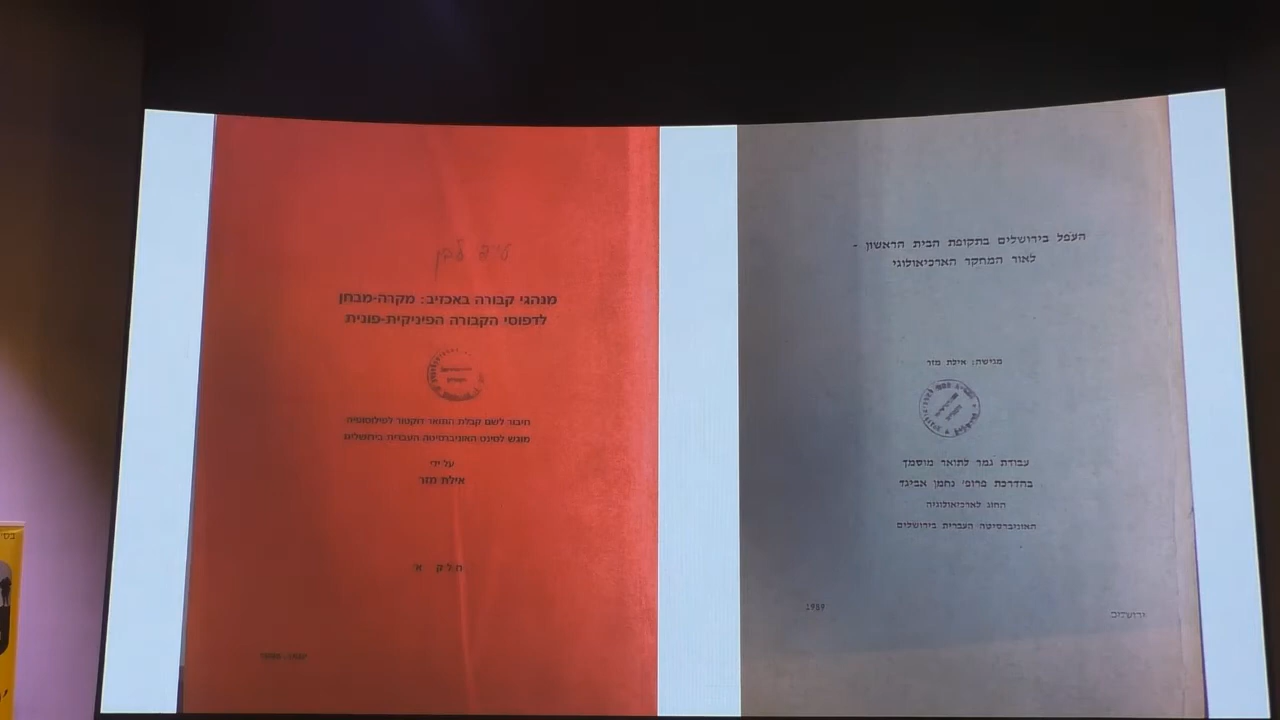 מנהגי קבורה באכזיב: מקרה-מבחן
לדפוסי הקבורה הפיניקית-פונית
חיבור לשם קבלת התואר דוקטור לפילוסופיה
מוגש לסינט האוניברסיטה העברית בירושלים
על ידי
אילת מזר
חלק א'
העפל בירושלים בתקופת הבית הראשון -
לאור המחקר הארכיאולוגי
מגישה: אילת מזר
עבודת גמר לתואר מוסמך
בהדרכת פרופ' נחמן אביגד
החוג לארכיאולוגיה
האוניברסיטה העברית בירושלים
1989
ירושלים